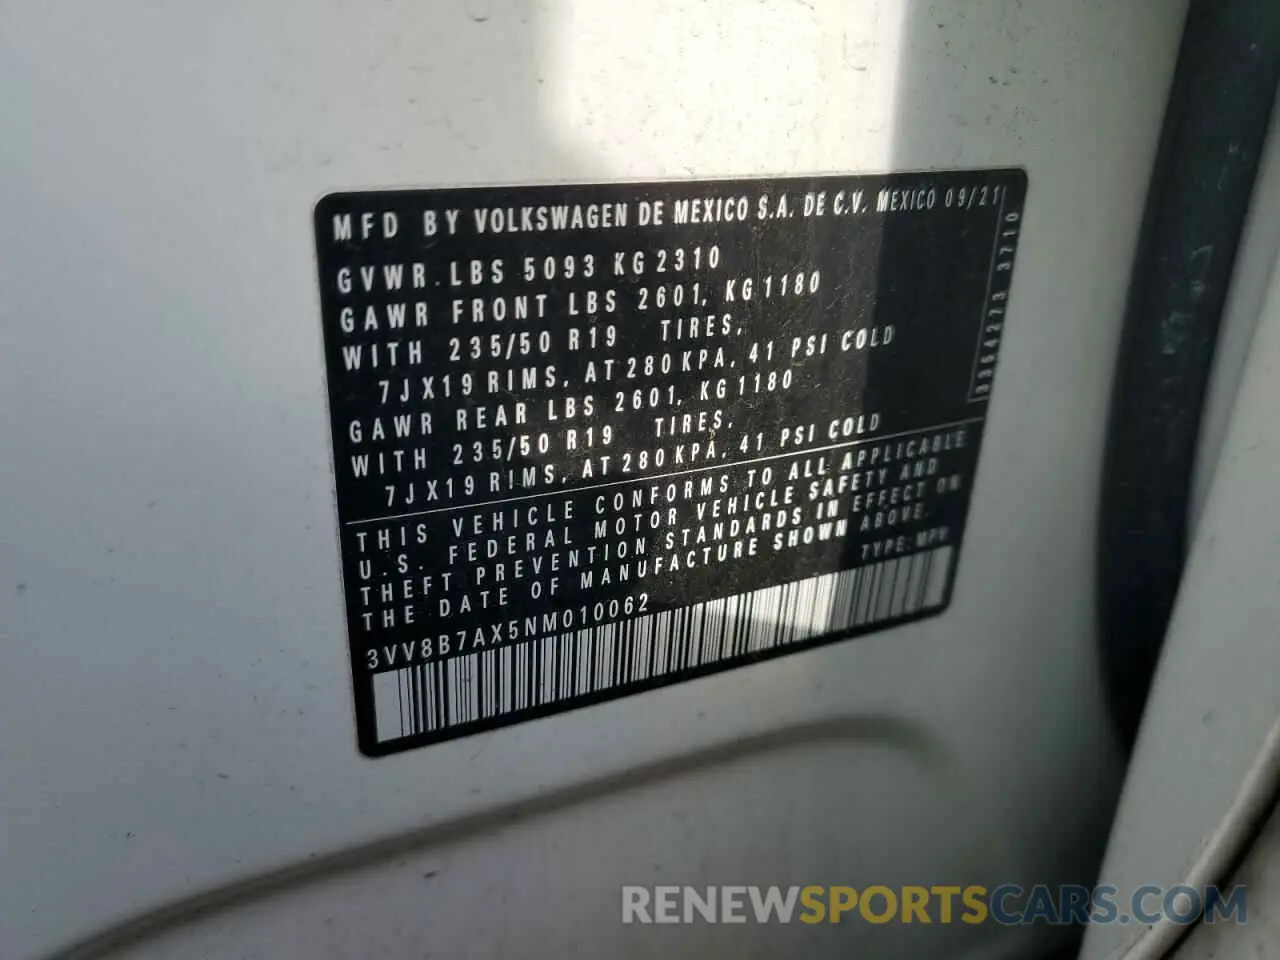 MFD BY VOLKSWAGEN DE MEXICO S.A. DE C.V. MEXICO 09/21
GVWR.LBS 5093 KG 2310
GAWR FRONT LBS 2601, KG 1180
WITH 235/50 R19 TIRES,
7JX19 RIMS, AT 280 KPA, 41 PSI COLD
GAWR REAR LBS 2601, KG 1180
WITH 235/50 R19 TIRES,
7JX19 RIMS, AT 280 KPA, 41 PSI COLD
THIS VEHICLE CONFORMS TO ALL APPLICABLE
U.S. FEDERAL MOTOR VEHICLE SAFETY AND
THEFT PREVENTION STANDARDS IN EFFECT ON
THE DATE OF MANUFACTURE SHOWN ABOVE.
TYPE: MPV
3VV8B7AX5NM010062
3364273 3710
RENEWSPORTSCARS.COM